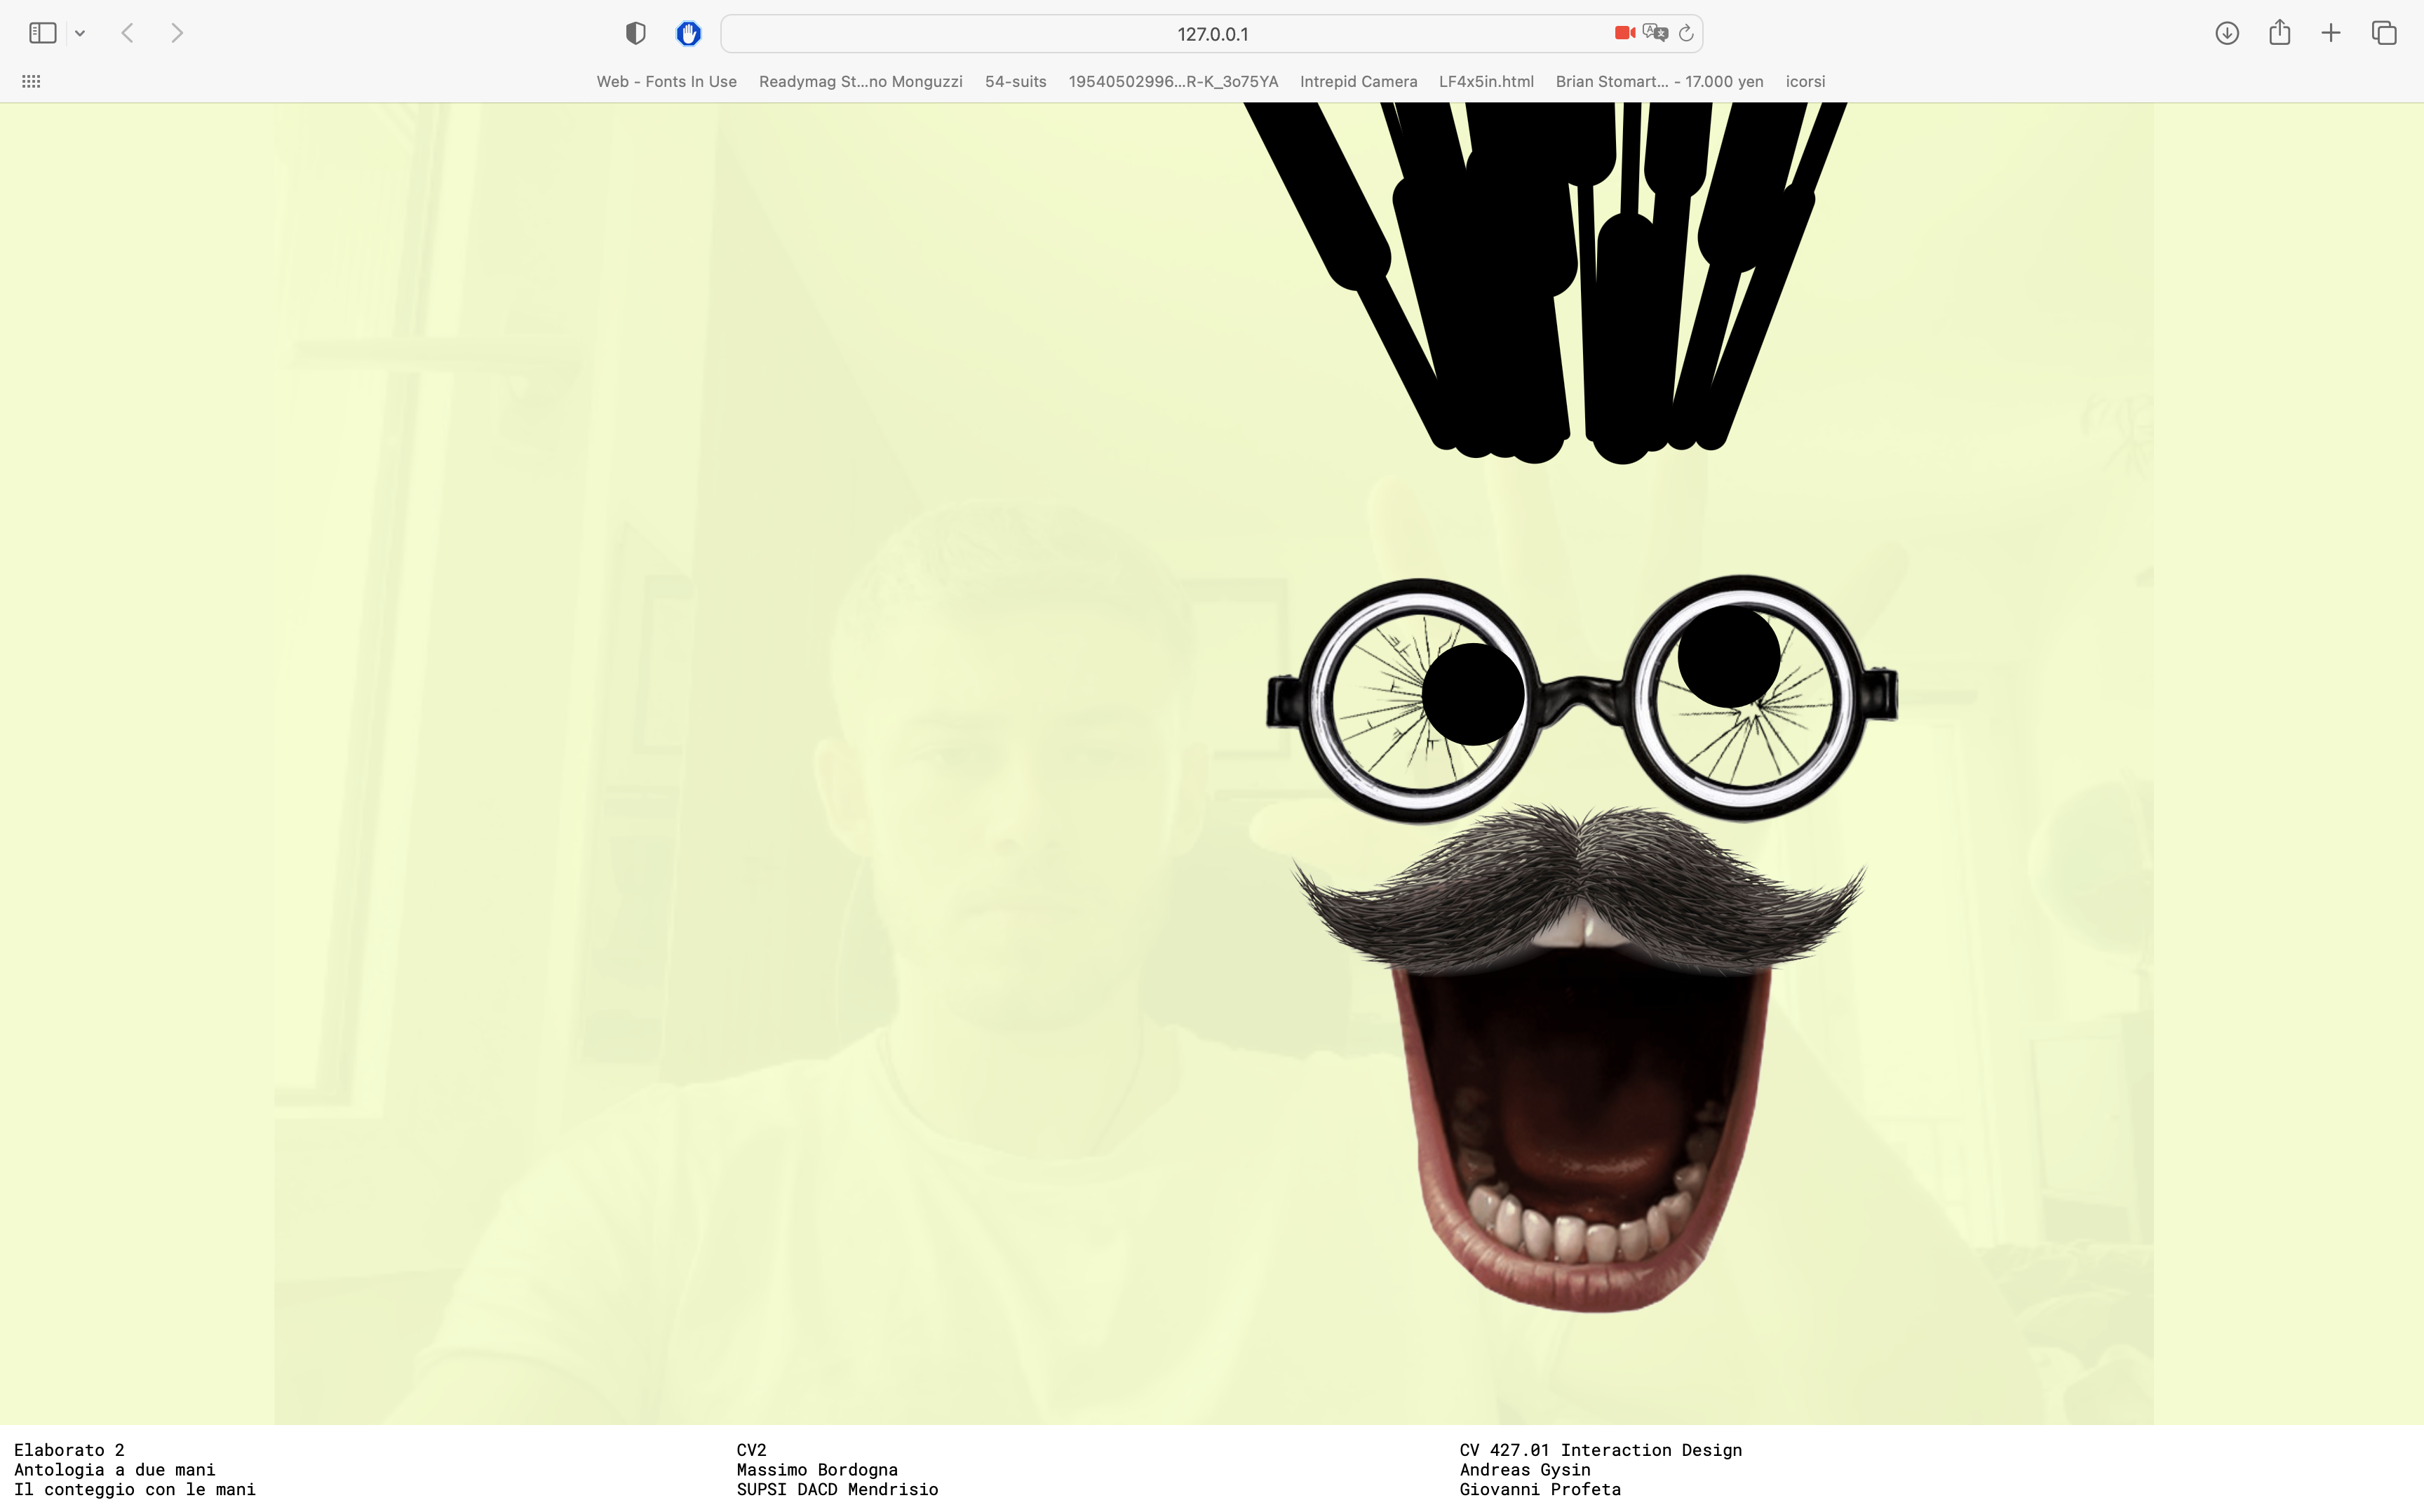 127.0.0.1
Web - Fonts In Use
Readymag St...no Monguzzi
54-suits
19540502996...R-K_3o75YA
Intrepid Camera
LF4x5in.html
Brian Stomart... - 17.000 yen
icorsi
Elaborato 2
Antologia a due mani
Il conteggio con le mani
CV2
Massimo Bordogna
SUPSI DACD Mendrisio
CV 427.01 Interaction Design
Andreas Gysin
Giovanni Profeta